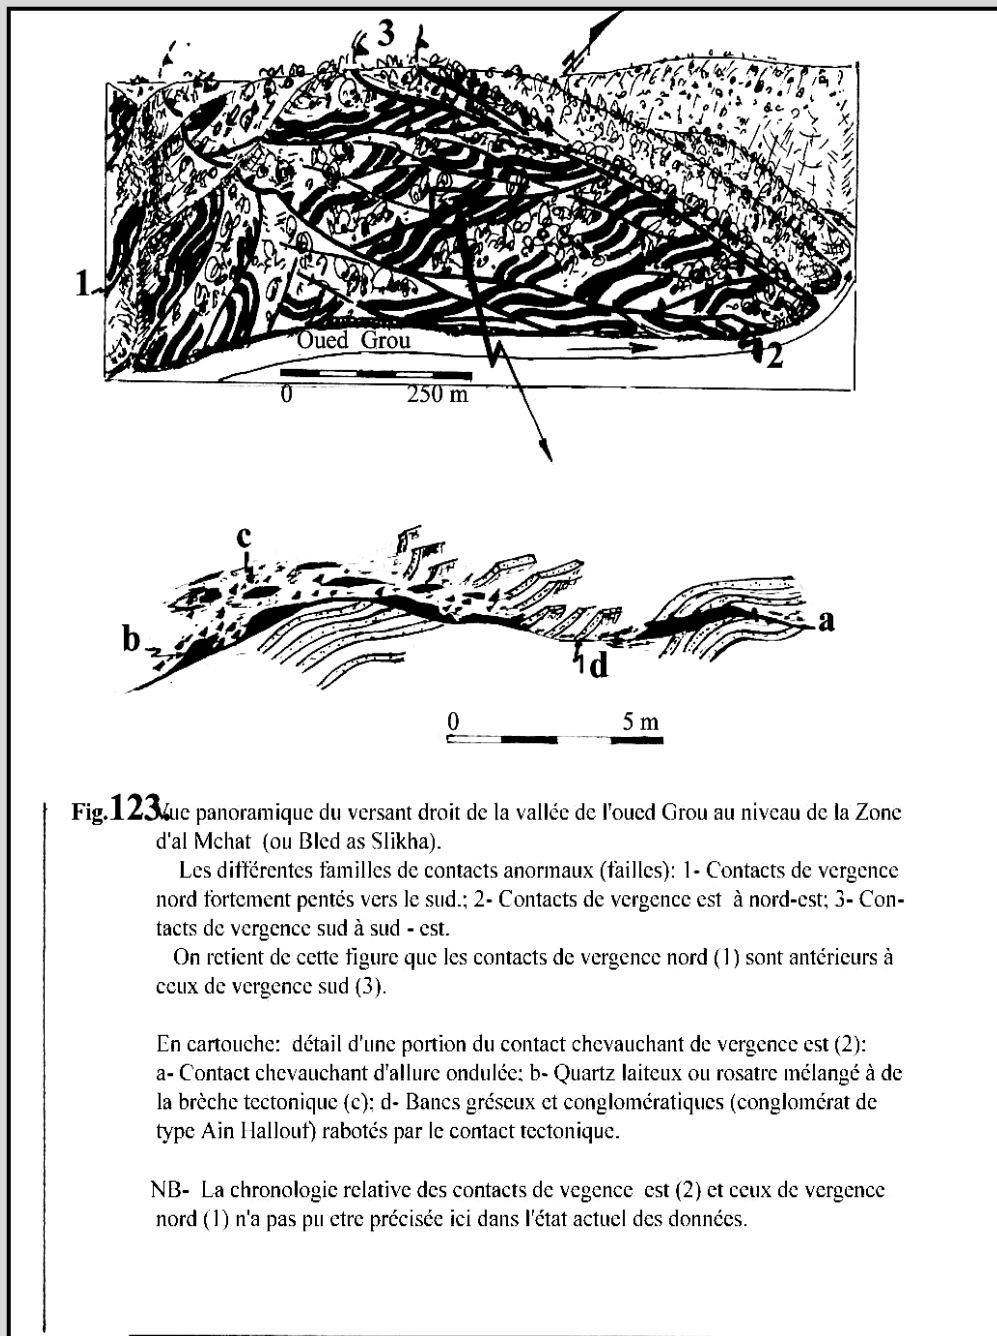 3
1
Oued Grou
2
0 250 m
c
b
a
d
0 5 m
Fig.123. Vue panoramique du versant droit de la vallée de l'oued Grou au niveau de la Zone
d'al Mchat (ou Bled as Slikha).
Les différentes familles de contacts anormaux (failles): 1- Contacts de vergence
nord fortement pentés vers le sud.; 2- Contacts de vergence est à nord-est; 3- Con-
tacts de vergence sud à sud - est.
On retient de cette figure que les contacts de vergence nord (1) sont antérieurs à
ceux de vergence sud (3).
En cartouche: détail d'une portion du contact chevauchant de vergence est (2):
a- Contact chevauchant d'allure ondulée; b- Quartz laiteux ou rosatre mélangé à de
la brèche tectonique (c); d- Bancs gréseux et conglomératiques (conglomérat de
type Ain Hallouf) rabotés par le contact tectonique.
NB- La chronologie relative des contacts de vegence est (2) et ceux de vergence
nord (1) n'a pas pu etre précisée ici dans l'état actuel des données.